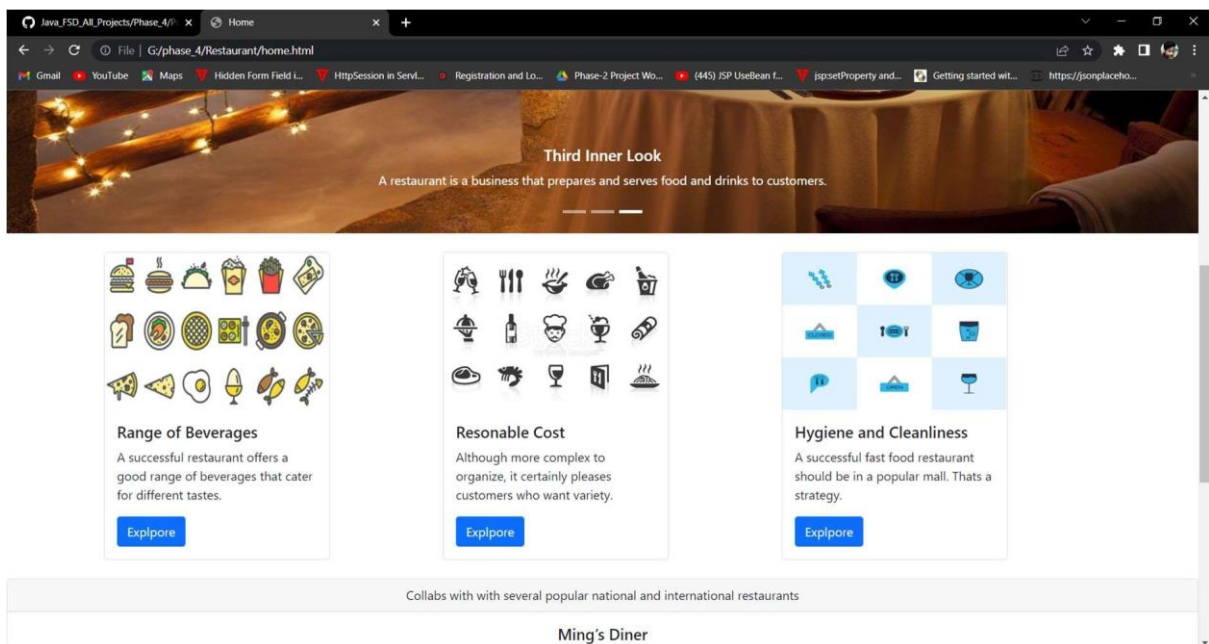 Java_FSD_All_Projects/Phase_4/P
Home
File | G:/phase_4/Restaurant/home.html
Gmail
YouTube
Maps
Hidden Form Field i...
HttpSession in Servl...
Registration and Lo...
Phase-2 Project Wo...
(445) JSP UseBean f...
jsp:setProperty and...
Getting started wit...
https://jsonplaceho...
Third Inner Look
A restaurant is a business that prepares and serves food and drinks to customers.
CLOSED
OPEN
Range of Beverages
A successful restaurant offers a
good range of beverages that cater
for different tastes.
Explpore
Resonable Cost
Although more complex to
organize, it certainly pleases
customers who want variety.
Explpore
Hygiene and Cleanliness
A successful fast food restaurant
should be in a popular mall. Thats a
strategy.
Explpore
Collabs with with several popular national and international restaurants
Ming's Diner